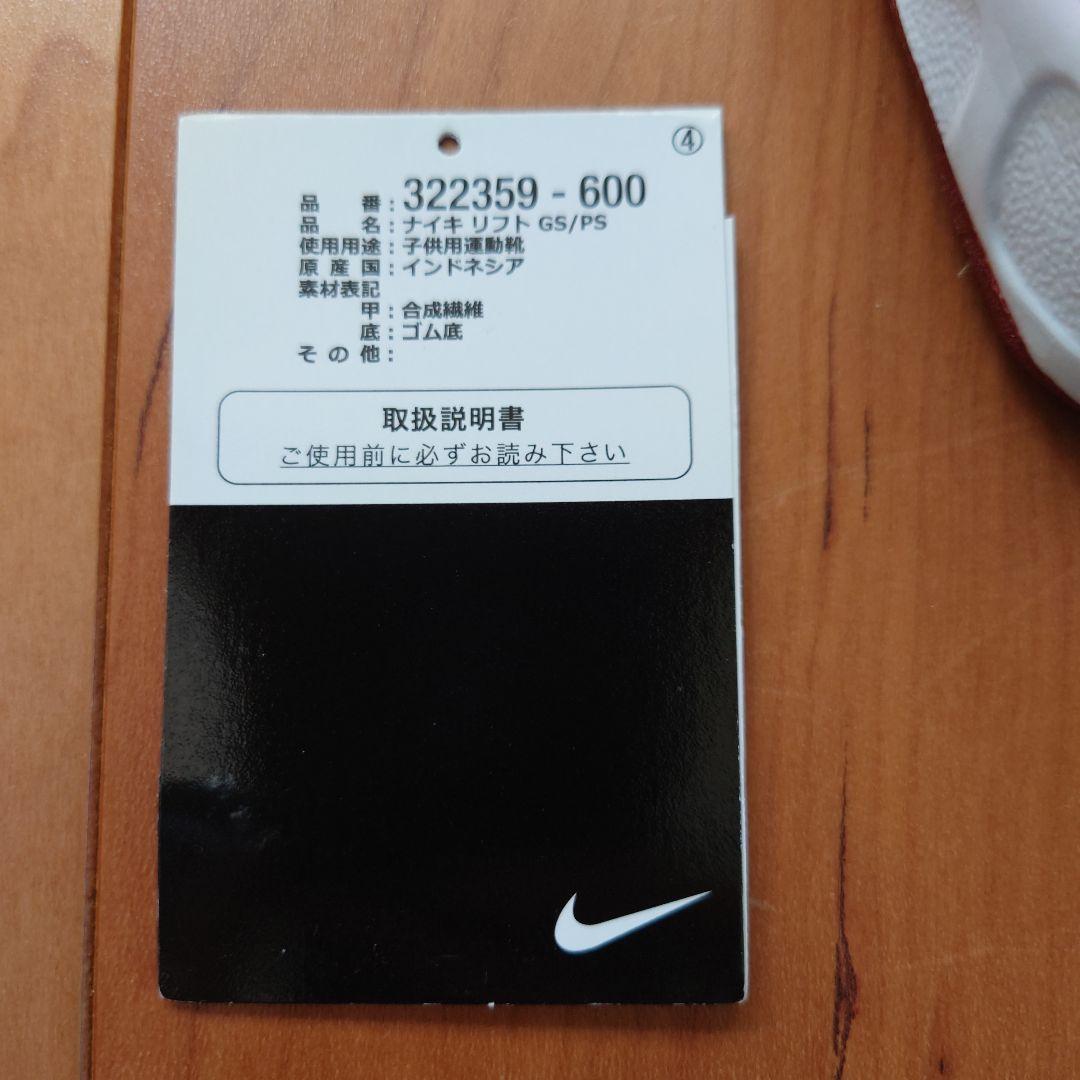 ④
品 番：322359 - 600
品 名：ナイキ リフト GS/PS
使用用途：子供用運動靴
原 産 国：インドネシア
素材表記
甲：合成繊維
底：ゴム底
そ の 他：
取扱説明書
ご使用前に必ずお読み下さい